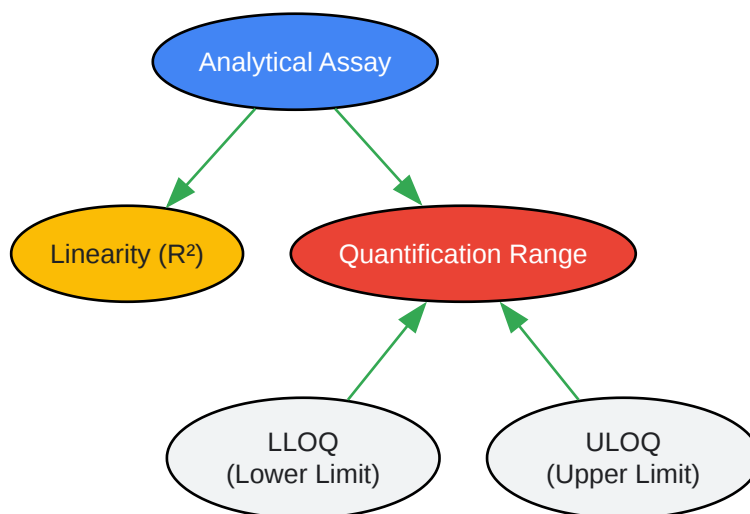 Analytical Assay
Linearity (R²)
Quantification Range
LLOQ
(Lower Limit)
ULOQ
(Upper Limit)